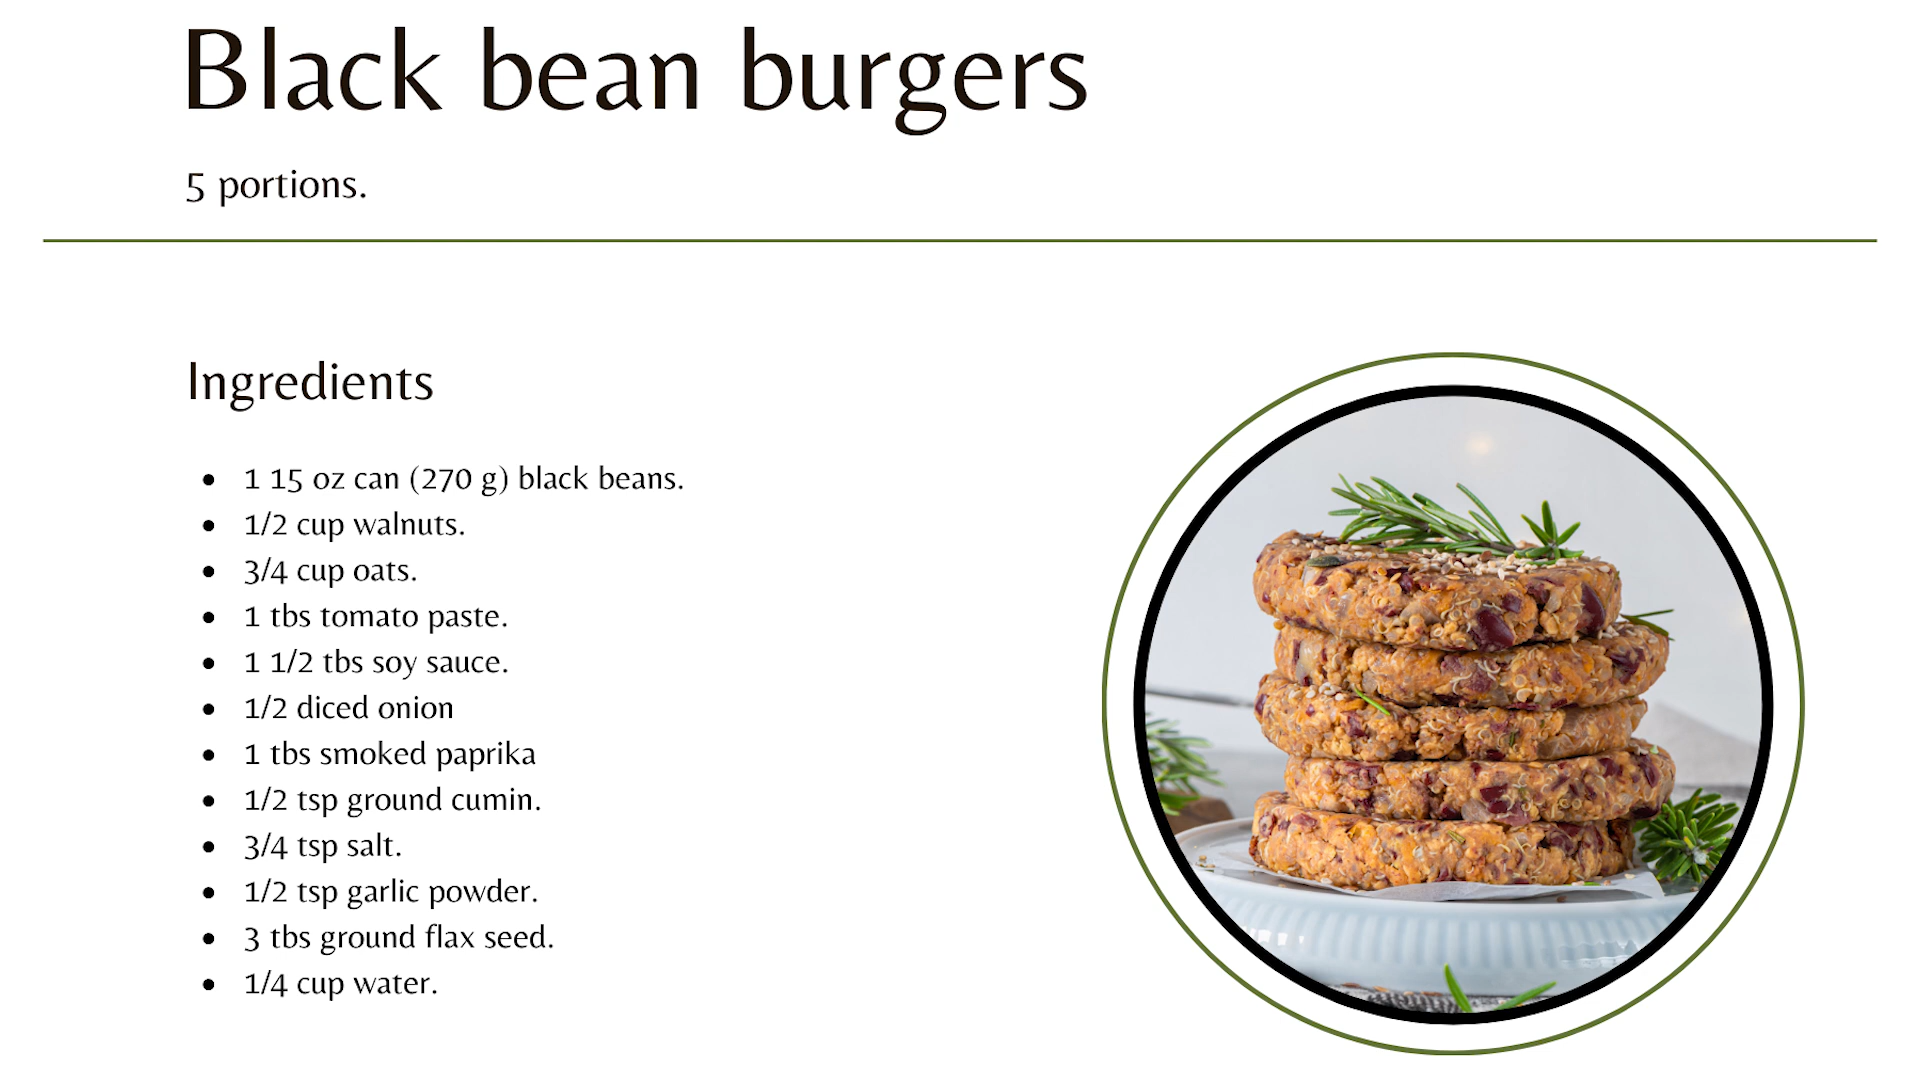 Black bean burgers
5 portions.
Ingredients
1 15 oz can (270 g) black beans.
1/2 cup walnuts.
3/4 cup oats.
1 tbs tomato paste.
1 1/2 tbs soy sauce.
1/2 diced onion
1 tbs smoked paprika
1/2 tsp ground cumin.
3/4 tsp salt.
1/2 tsp garlic powder.
3 tbs ground flax seed.
1/4 cup water.